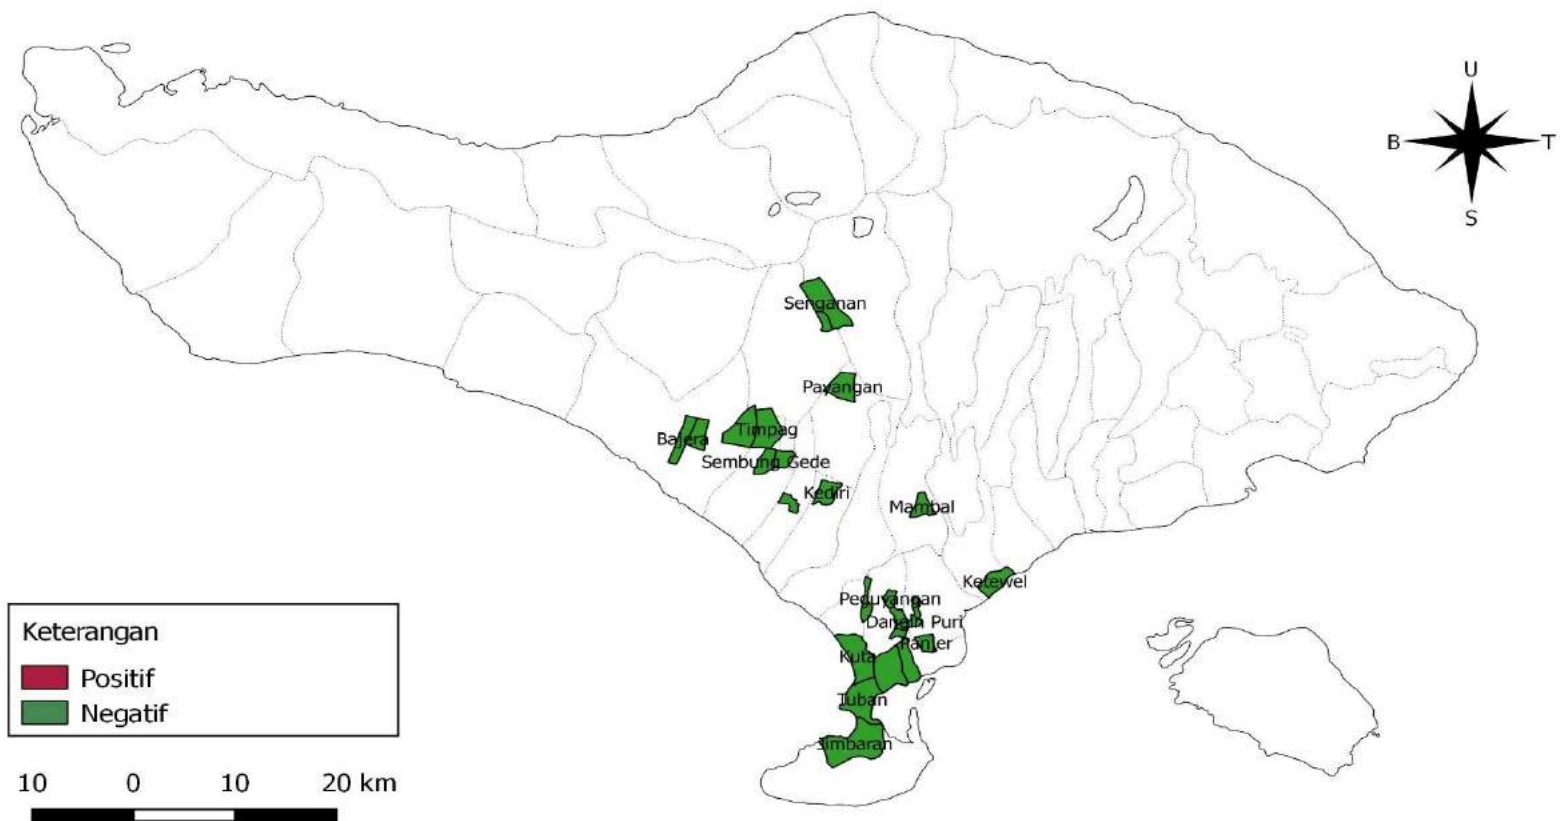 U
B T
S
Senganan
Payangan
Timpag
Bajera
Sembung Gede
Kediri
Mambal
Ketewel
Peguyangan
Dangin Puri
Panjer
Kuta
Tuban
Jimbaran
Keterangan
Positif
Negatif
10 0 10 20 km